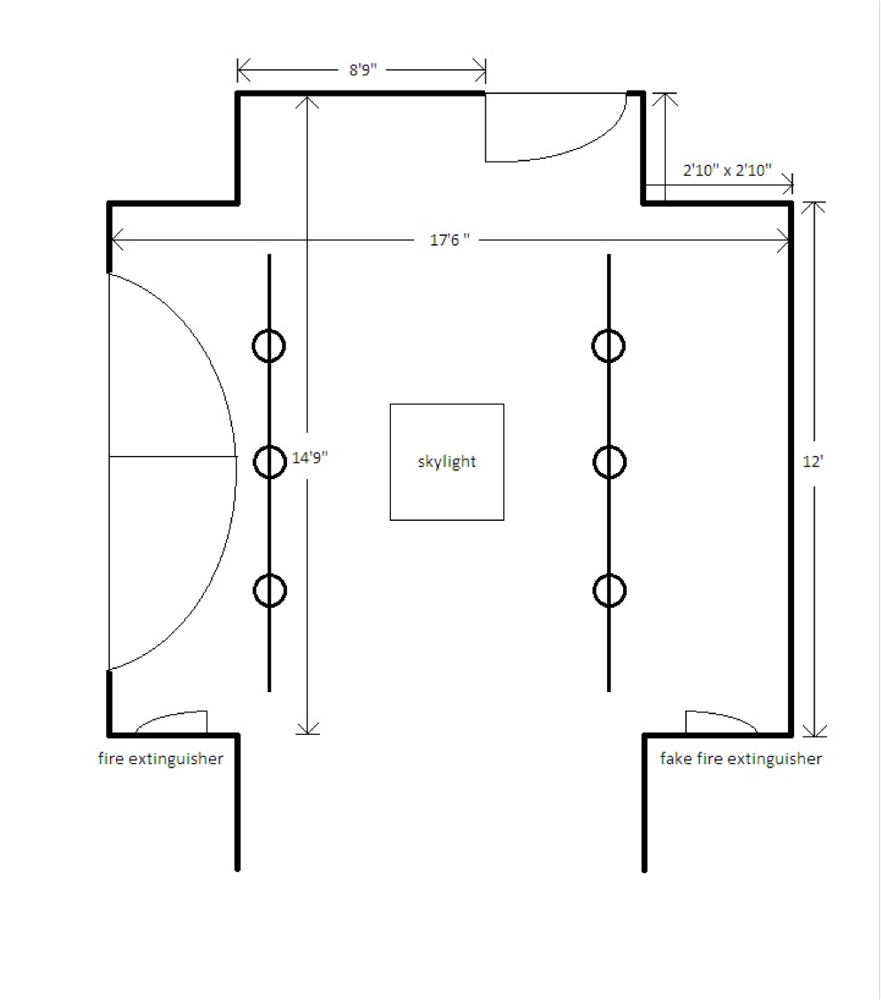 8'9"
2'10" x 2'10"
17'6 "
14'9"
skylight
12'
fire extinguisher
fake fire extinguisher